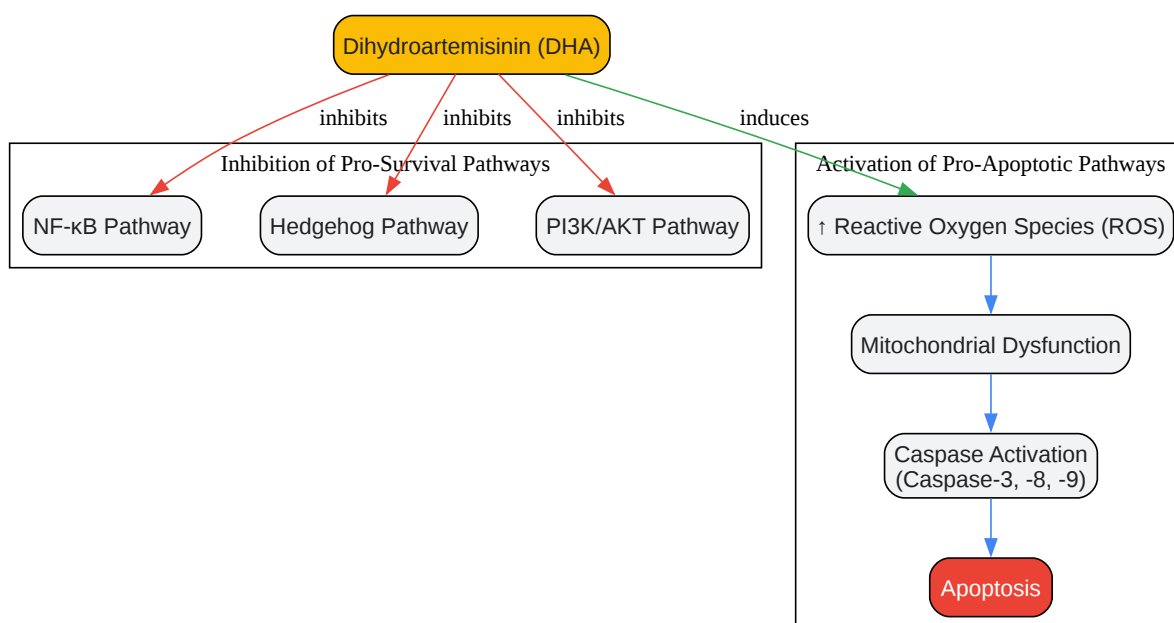 Dihydroartemisinin (DHA)
inhibits
inhibits
inhibits
induces
Inhibition of Pro-Survival Pathways
NF-κB Pathway
Hedgehog Pathway
PI3K/AKT Pathway
Activation of Pro-Apoptotic Pathways
↑ Reactive Oxygen Species (ROS)
Mitochondrial Dysfunction
Caspase Activation
(Caspase-3, -8, -9)
Apoptosis